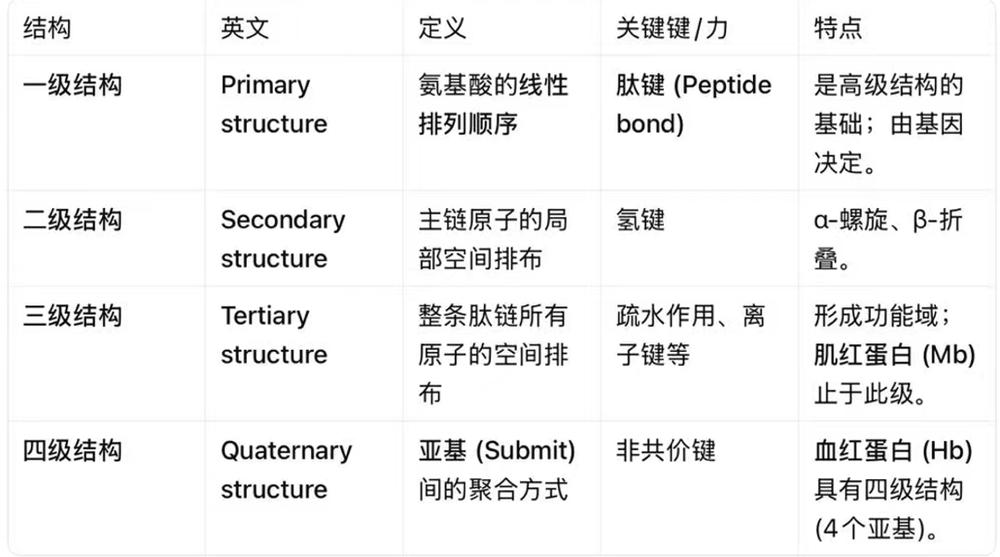 结构 英文 定义 关键键/力 特点
一级结构 Primary 氨基酸的线性 肽键 (Peptide 是高级结构的
structure 排列顺序 bond) 基础；由基因
决定。
二级结构 Secondary 主链原子的局 氢键 α-螺旋、β-折
structure 部空间排布 叠。
三级结构 Tertiary 整条肽链所有 疏水作用、离 形成功能域；
structure 原子的空间排 子键等 肌红蛋白 (Mb)
布 止于此级。
四级结构 Quaternary 亚基 (Submit) 非共价键 血红蛋白 (Hb)
structure 间的聚合方式 具有四级结构
(4个亚基)。